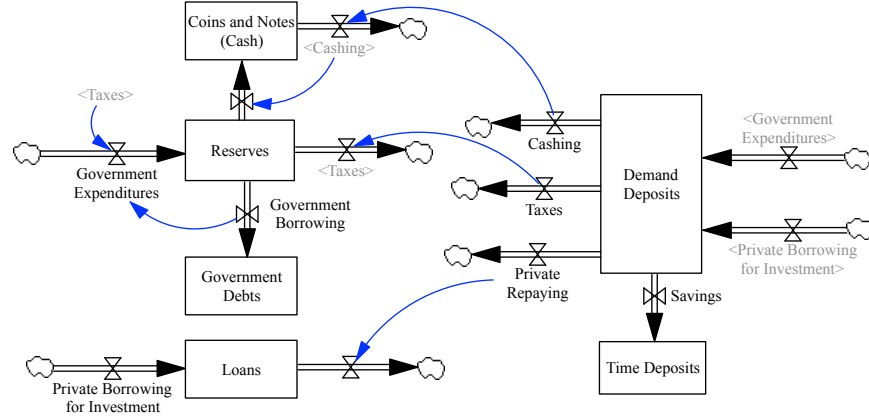 Coins and Notes
(Cash)
<Cashing>
<Taxes>
Government
Expenditures
Reserves
<Taxes>
Government
Borrowing
Government
Debts
Private Borrowing
for Investment
Loans
Cashing
Taxes
Private
Repaying
Demand
Deposits
<Government
Expenditures>
<Private Borrowing
for Investment>
Savings
Time Deposits